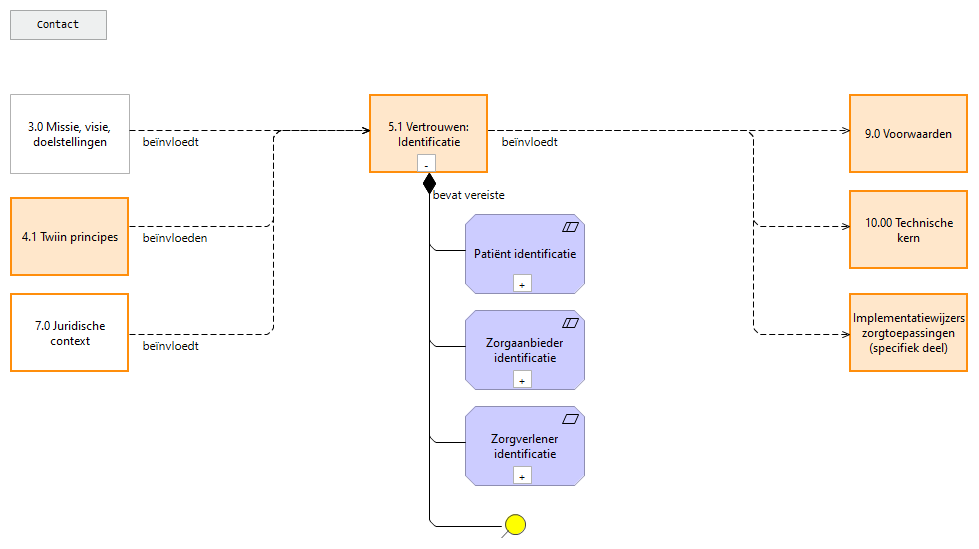 Contact
3.0 Missie, visie,
doelstellingen
beïnvloedt
4.1 Twiin principes
beïnvloeden
7.0 Juridische
context
beïnvloedt
5.1 Vertrouwen:
Identificatie
-
beïnvloedt
bevat vereiste
Patiënt identificatie
+
Zorgaanbieder
identificatie
+
Zorgverlener
identificatie
+
9.0 Voorwaarden
10.00 Technische
kern
Implementatiewijzers
zorgtoepassingen
(specifiek deel)